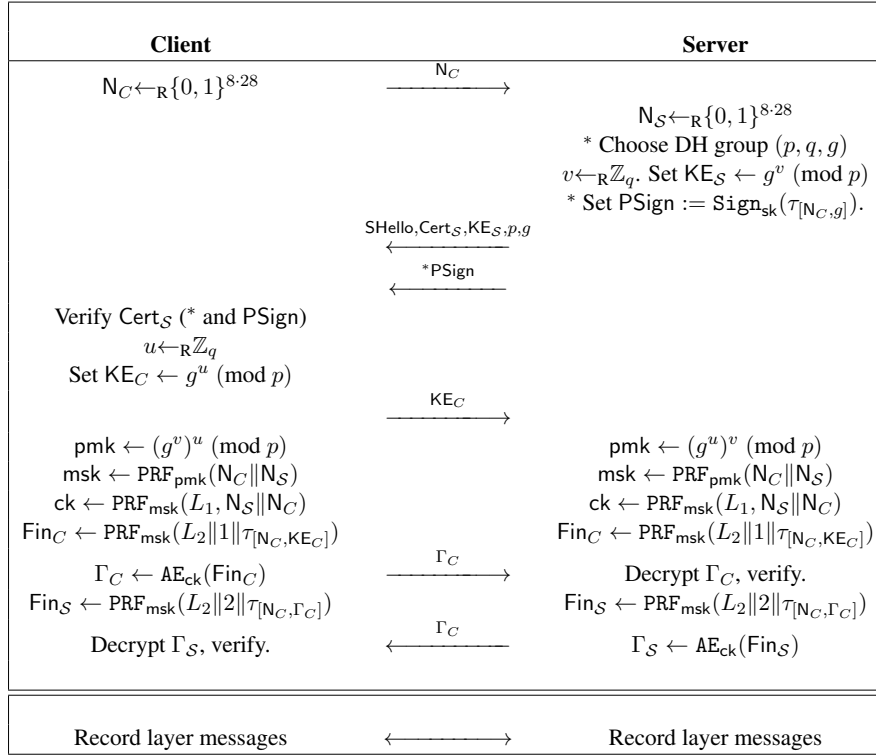 Client Server
N_C ←_R {0, 1}^{8·28} N_C
N_S ←_R {0, 1}^{8·28}
* Choose DH group (p, q, g)
v ←_R ℤ_q. Set KE_S ← g^v (mod p)
* Set PSign := Sign_sk(τ_{[N_C,g]}).
SHello,Cert_S,KE_S,p,g
*PSign
Verify Cert_S (* and PSign)
u ←_R ℤ_q
Set KE_C ← g^u (mod p)
KE_C
pmk ← (g^v)^u (mod p) pmk ← (g^u)^v (mod p)
msk ← PRF_pmk(N_C‖N_S) msk ← PRF_pmk(N_C‖N_S)
ck ← PRF_msk(L_1, N_S‖N_C) ck ← PRF_msk(L_1, N_S‖N_C)
Fin_C ← PRF_msk(L_2‖1‖τ_{[N_C,KE_C]}) Fin_C ← PRF_msk(L_2‖1‖τ_{[N_C,KE_C]})
Γ_C ← AE_ck(Fin_C) Γ_C Decrypt Γ_C, verify.
Fin_S ← PRF_msk(L_2‖2‖τ_{[N_C,Γ_C]}) Fin_S ← PRF_msk(L_2‖2‖τ_{[N_C,Γ_C]})
Decrypt Γ_S, verify. Γ_C Γ_S ← AE_ck(Fin_S)
Record layer messages Record layer messages